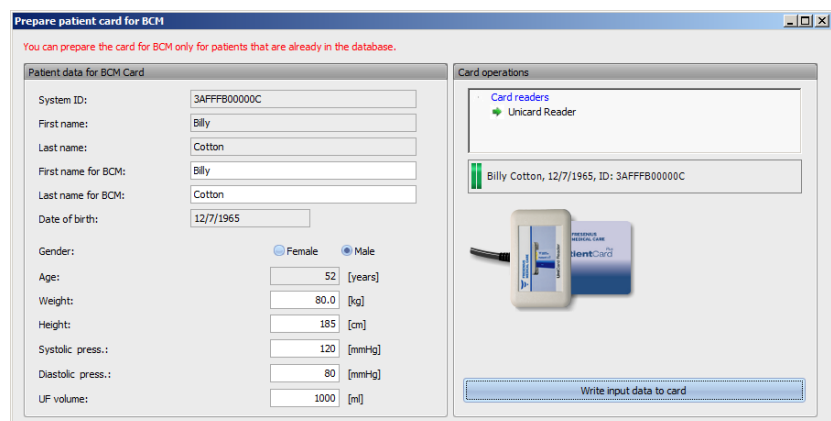 Prepare patient card for BCM
You can prepare the card for BCM only for patients that are already in the database.
Patient data for BCM Card
System ID: 3AFFFB00000C
First name: Billy
Last name: Cotton
First name for BCM: Billy
Last name for BCM: Cotton
Date of birth: 12/7/1965
Gender: Female Male
Age: 52 [years]
Weight: 80.0 [kg]
Height: 185 [cm]
Systolic press.: 120 [mmHg]
Diastolic press.: 80 [mmHg]
UF volume: 1000 [ml]
Card operations
Card readers
Unicard Reader
Billy Cotton, 12/7/1965, ID: 3AFFFB00000C
FRESENIUS
MEDICAL CARE
tientCard
Write input data to card